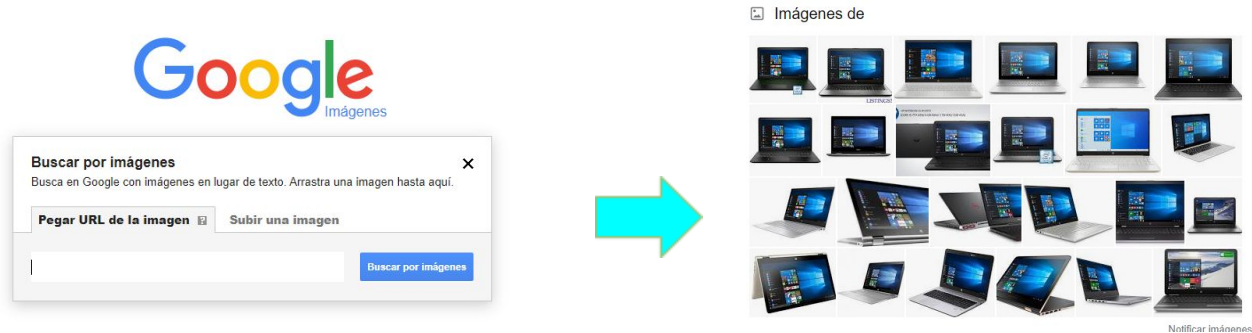 Google
Imágenes
Buscar por imágenes
×
Busca en Google con imágenes en lugar de texto. Arrastra una imagen hasta aquí.
Pegar URL de la imagen ?
Subir una imagen
Buscar por imágenes
Imágenes de
LISTINGS!
Notificar imágenes